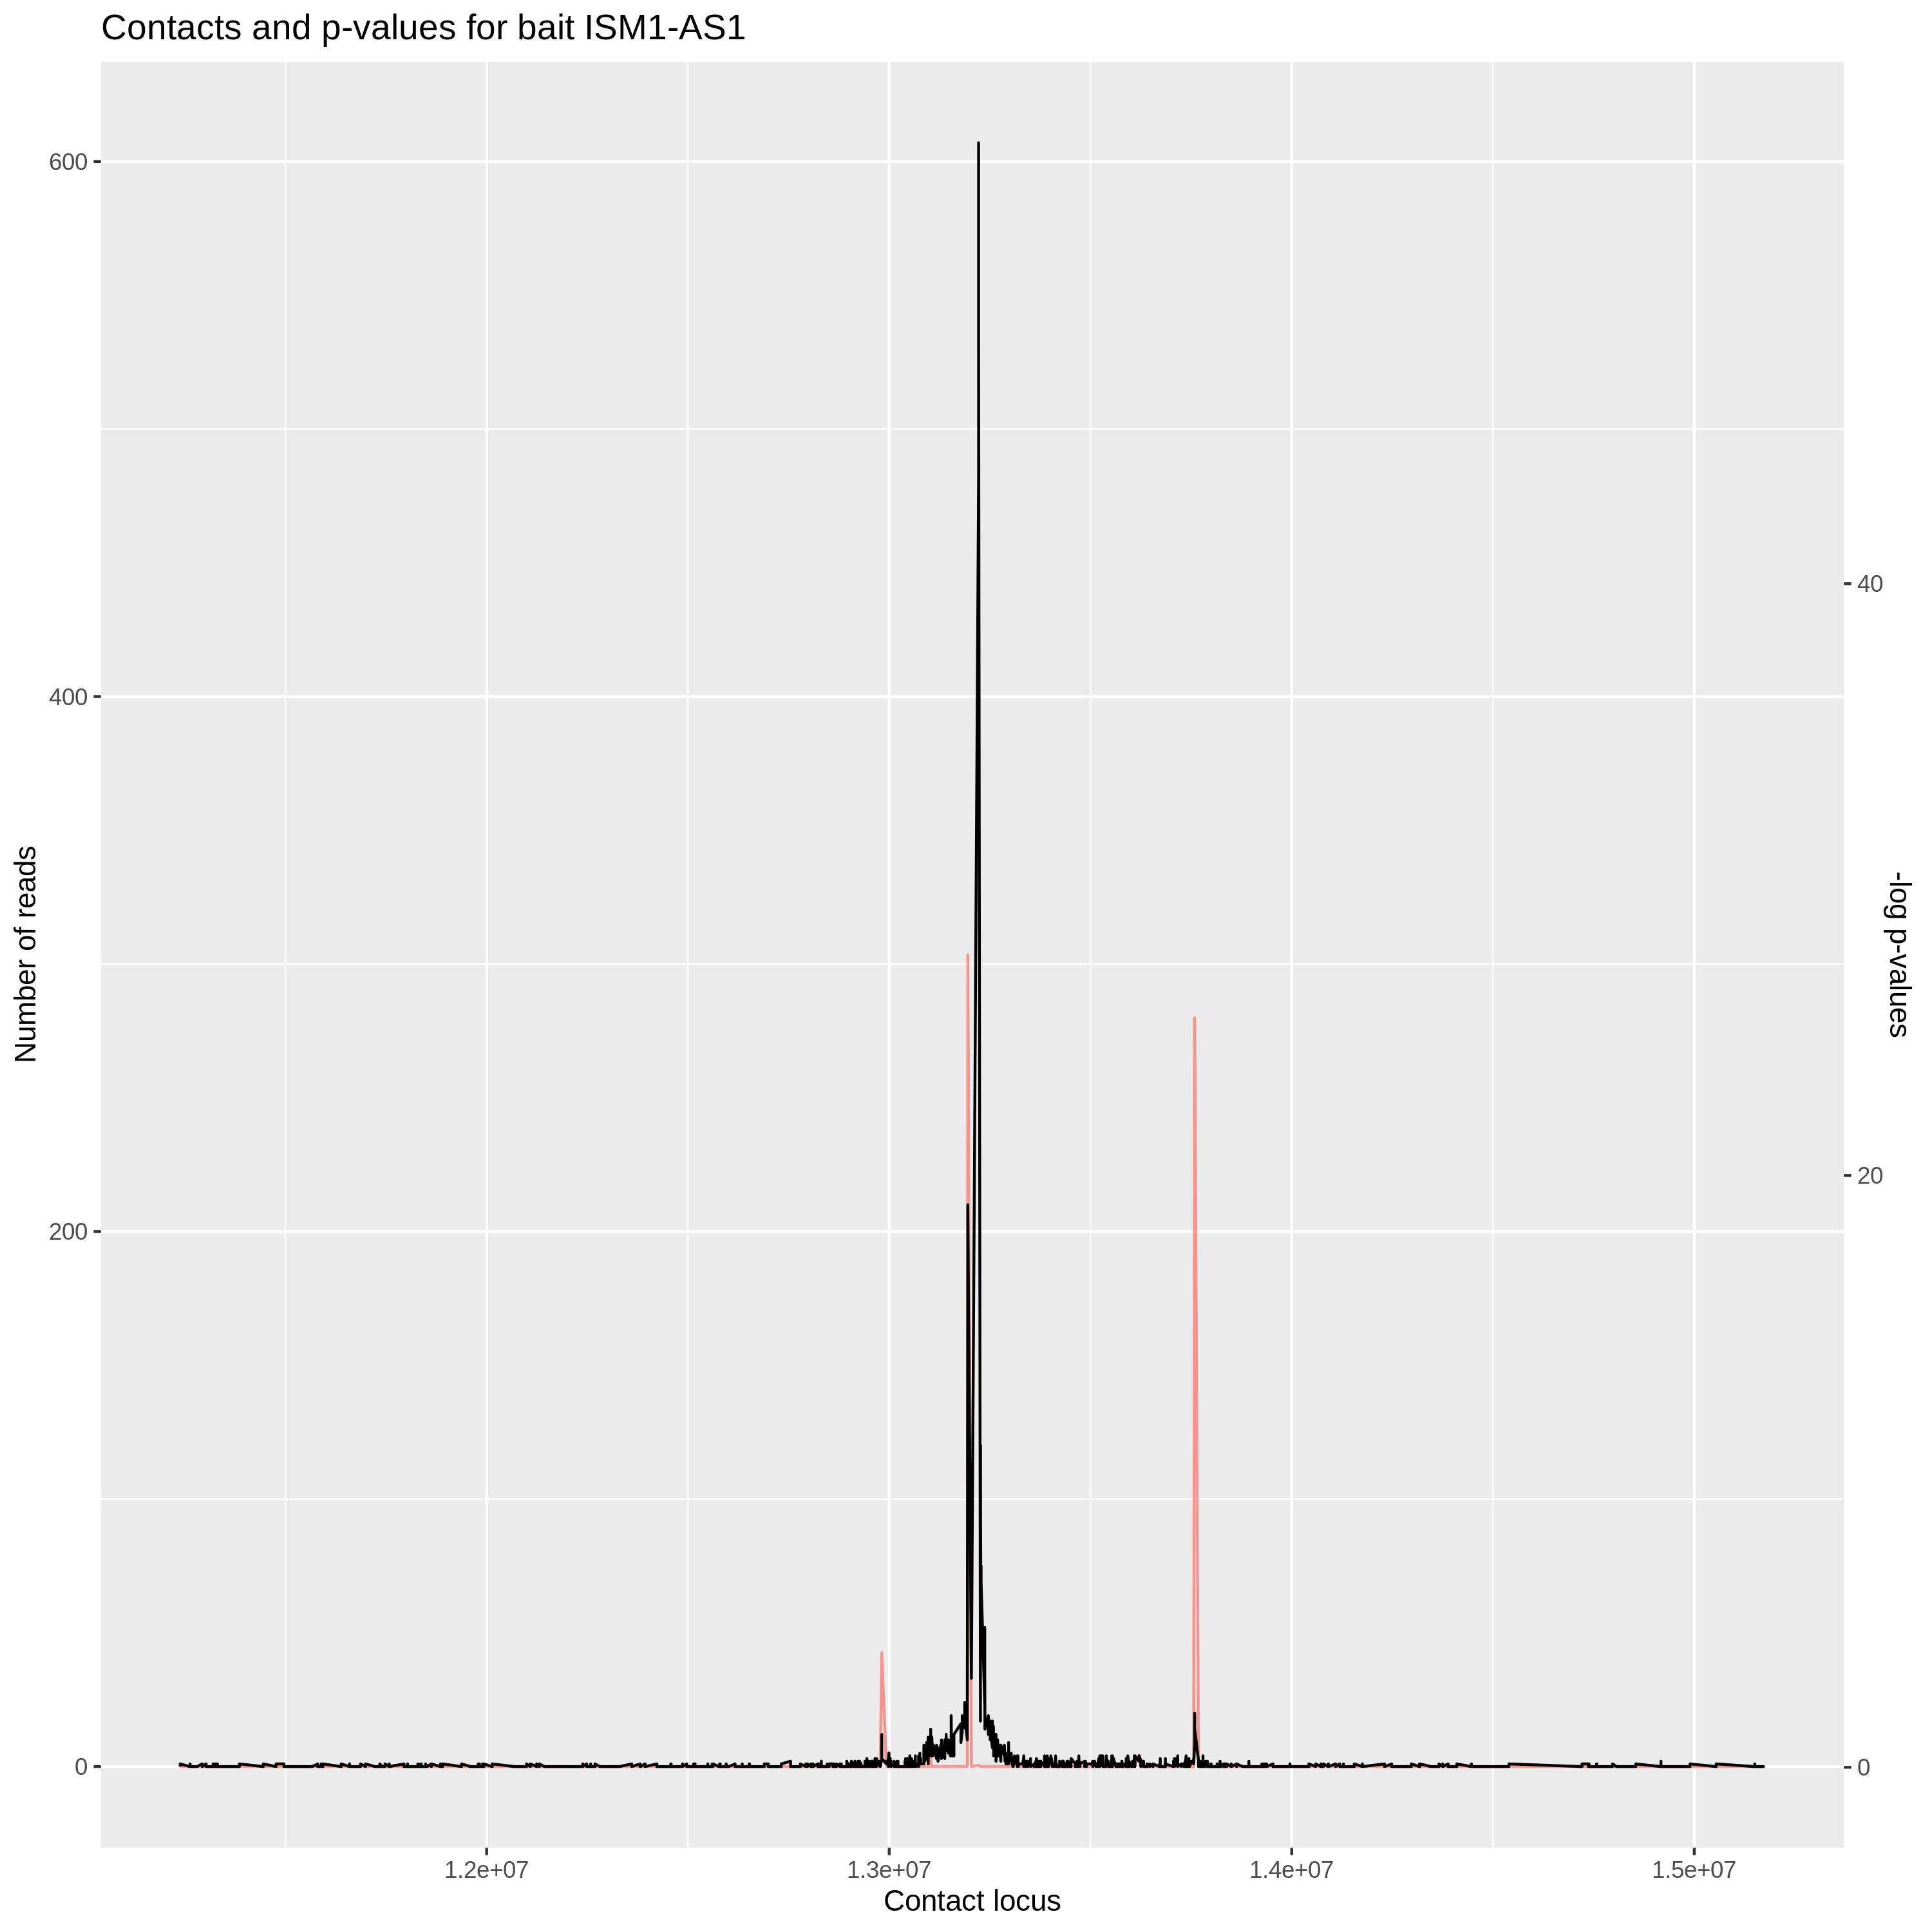 Contacts and p-values for bait ISM1-AS1
600
400
200
0
Number of reads
40
20
0
-log p-values
1.2e+07
1.3e+07
1.4e+07
1.5e+07
Contact locus